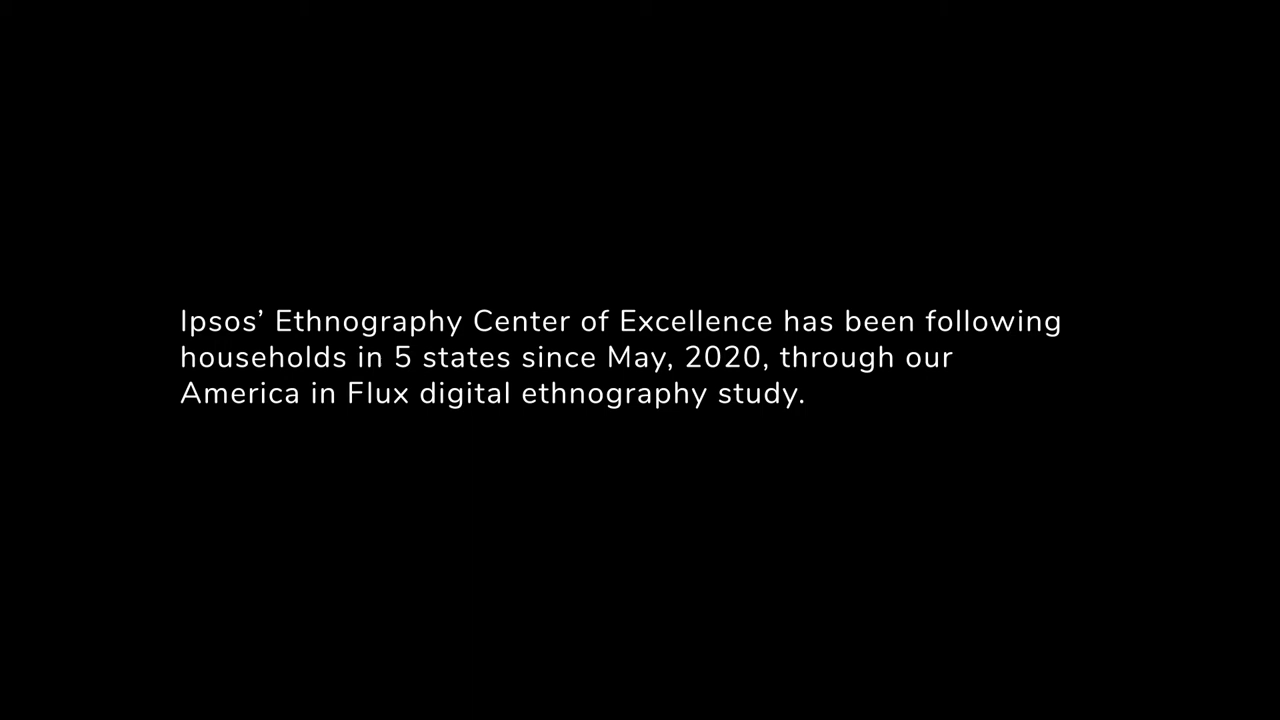 Ipsos’ Ethnography Center of Excellence has been following
households in 5 states since May, 2020, through our
America in Flux digital ethnography study.